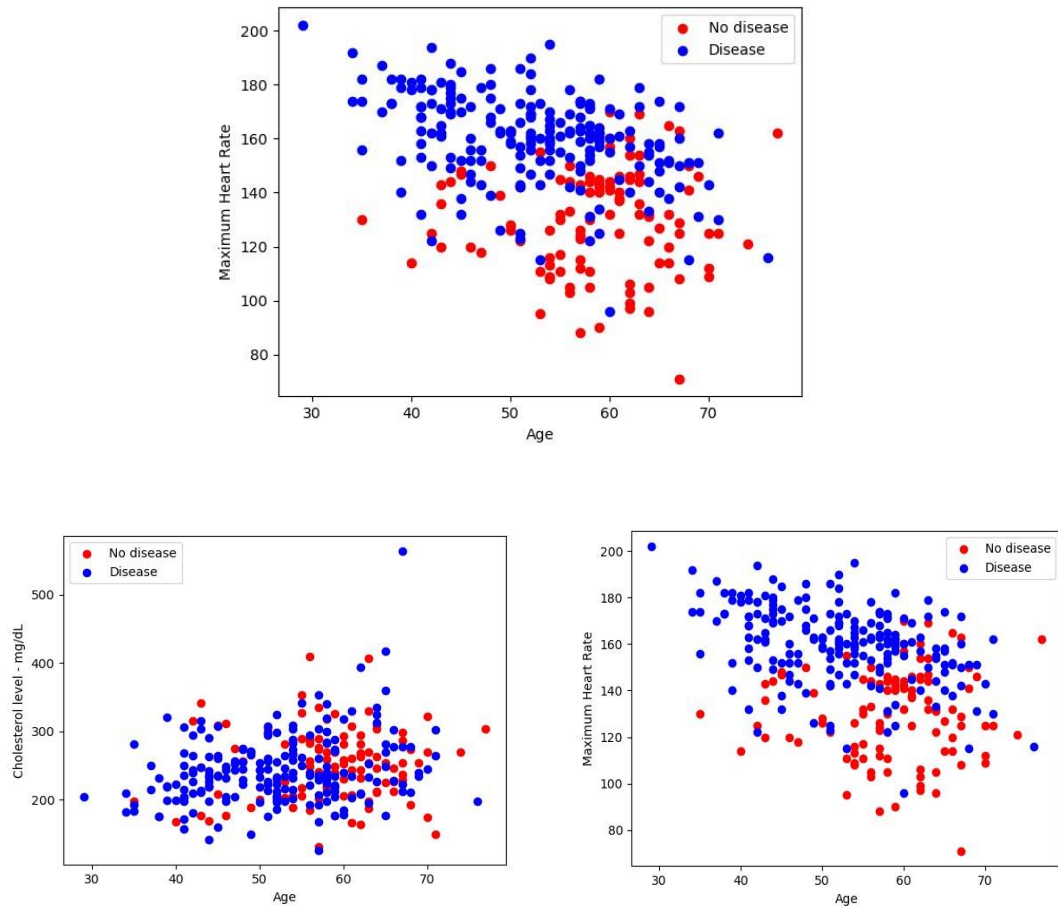 No disease
Disease
200
180
160
140
120
100
80
Maximum Heart Rate
30 40 50 60 70
Age
No disease
Disease
500
400
300
200
Cholesterol level - mg/dL
30 40 50 60 70
Age
No disease
Disease
200
180
160
140
120
100
80
Maximum Heart Rate
30 40 50 60 70
Age